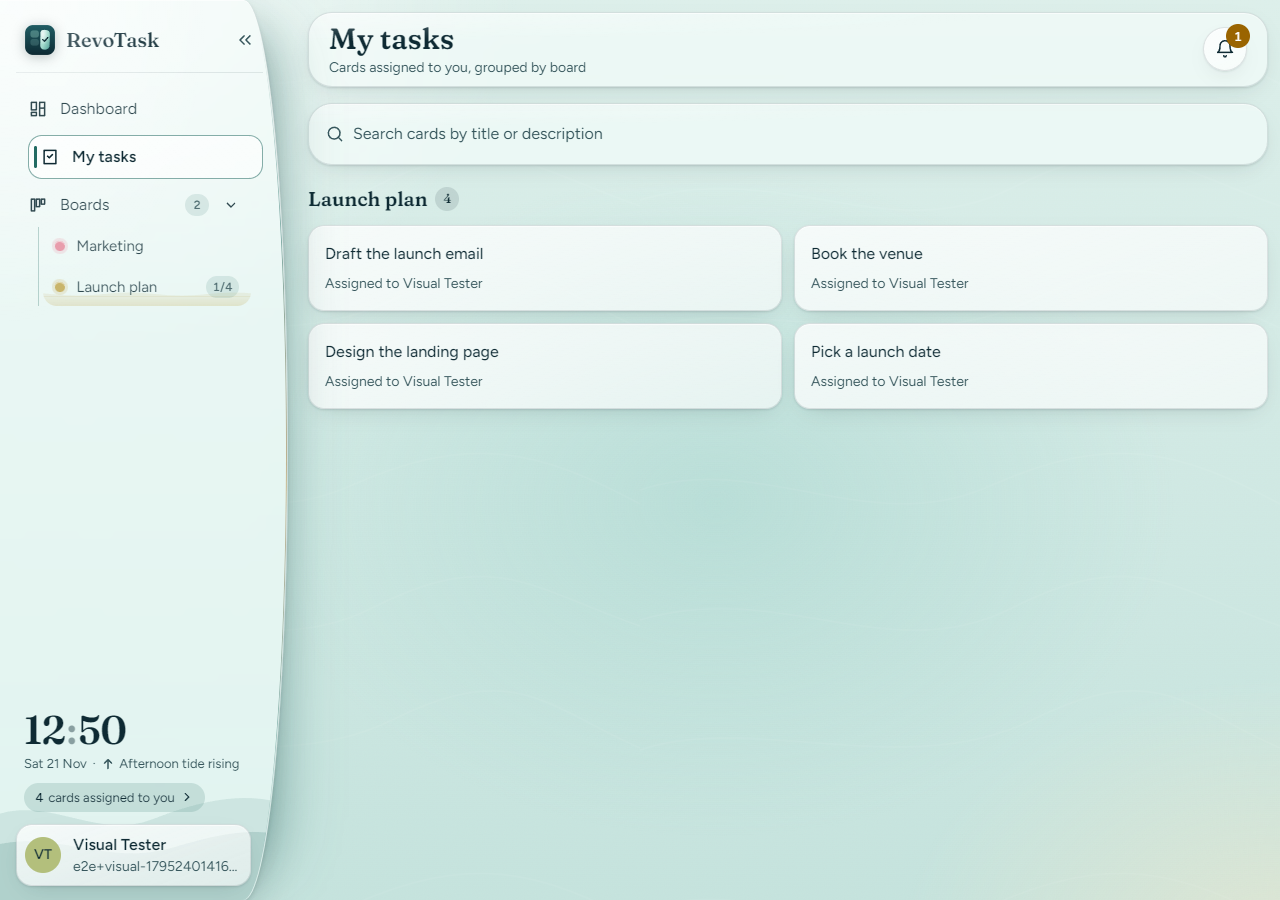 RevoTask
Dashboard
My tasks
Boards 2
Marketing
Launch plan 1/4
12:50
Sat 21 Nov · ↑ Afternoon tide rising
4 cards assigned to you
VT
Visual Tester
e2e+visual-17952401416...
My tasks
Cards assigned to you, grouped by board
1
Search cards by title or description
Launch plan 4
Draft the launch email
Assigned to Visual Tester
Book the venue
Assigned to Visual Tester
Design the landing page
Assigned to Visual Tester
Pick a launch date
Assigned to Visual Tester